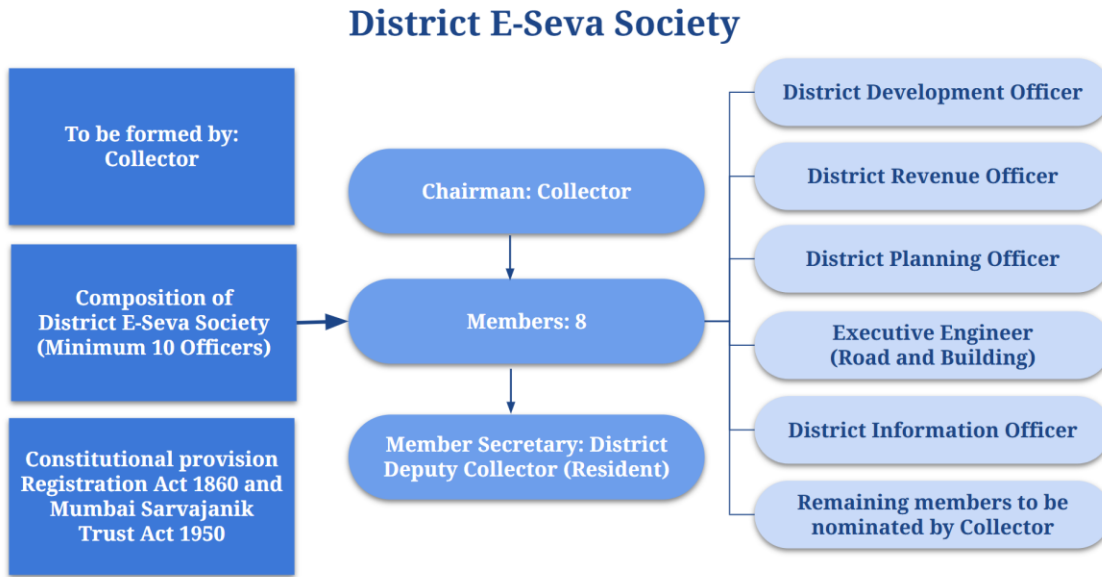 District E-Seva Society
To be formed by:
Collector
Composition of
District E-Seva Society
(Minimum 10 Officers)
Constitutional provision
Registration Act 1860 and
Mumbai Sarvajanik
Trust Act 1950
Chairman: Collector
Members: 8
Member Secretary: District
Deputy Collector (Resident)
District Development Officer
District Revenue Officer
District Planning Officer
Executive Engineer
(Road and Building)
District Information Officer
Remaining members to be
nominated by Collector